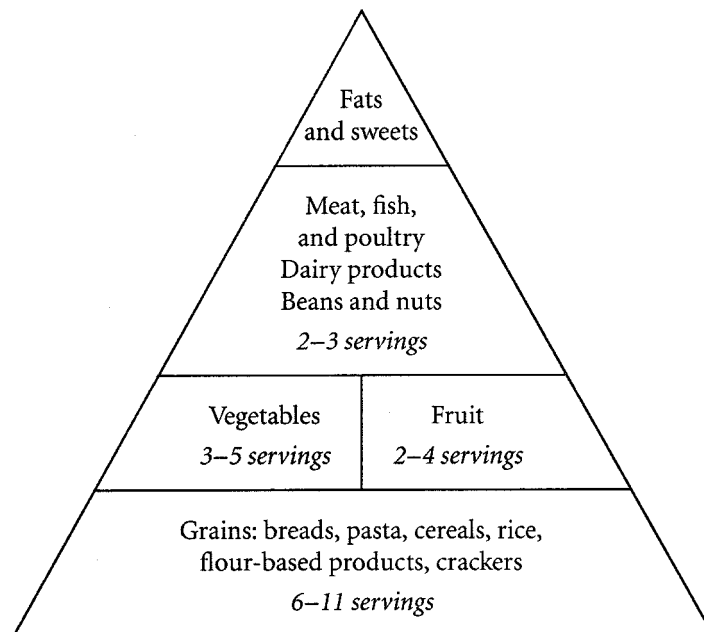 Fats
and sweets
Meat, fish,
and poultry
Dairy products
Beans and nuts
2–3 servings
Vegetables
3–5 servings
Fruit
2–4 servings
Grains: breads, pasta, cereals, rice,
flour-based products, crackers
6–11 servings